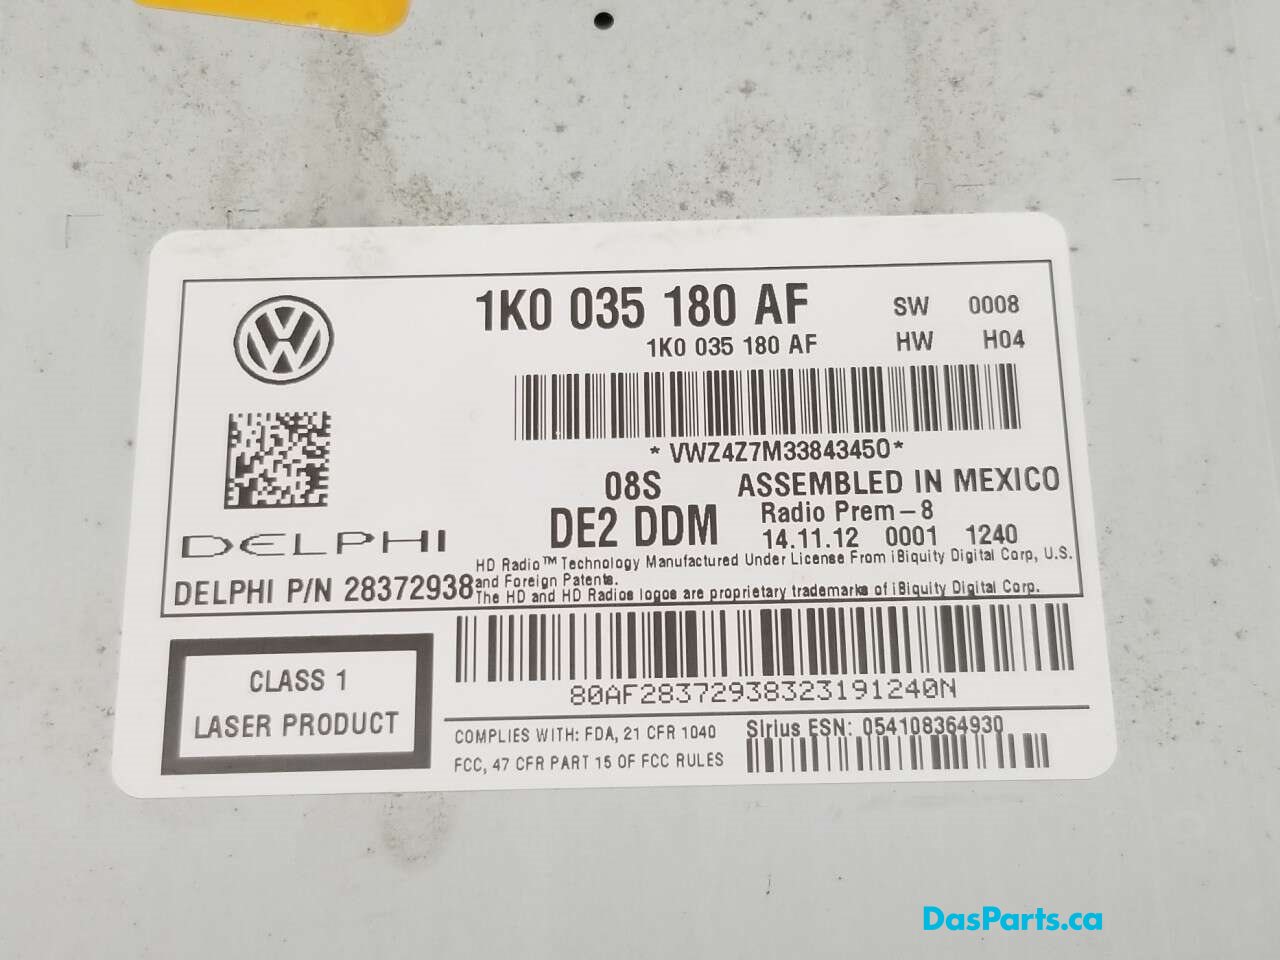 1K0 035 180 AF
SW 0008
1K0 035 180 AF
HW H04
*VWZ4Z7M3384345O*
08S
ASSEMBLED IN MEXICO
DE2 DDM
Radio Prem-8
14.11.12 0001 1240
DELPHI
HD Radio™ Technology Manufactured Under License From iBiquity Digital Corp, U.S.
and Foreign Patents.
DELPHI P/N 28372938
The HD and HD Radios logos are proprietary trademarks of iBiquity Digital Corp.
CLASS 1
LASER PRODUCT
80AF28372938323191240N
COMPLIES WITH: FDA, 21 CFR 1040
FCC, 47 CFR PART 15 OF FCC RULES
Sirius ESN: 054108364930
DasParts.ca